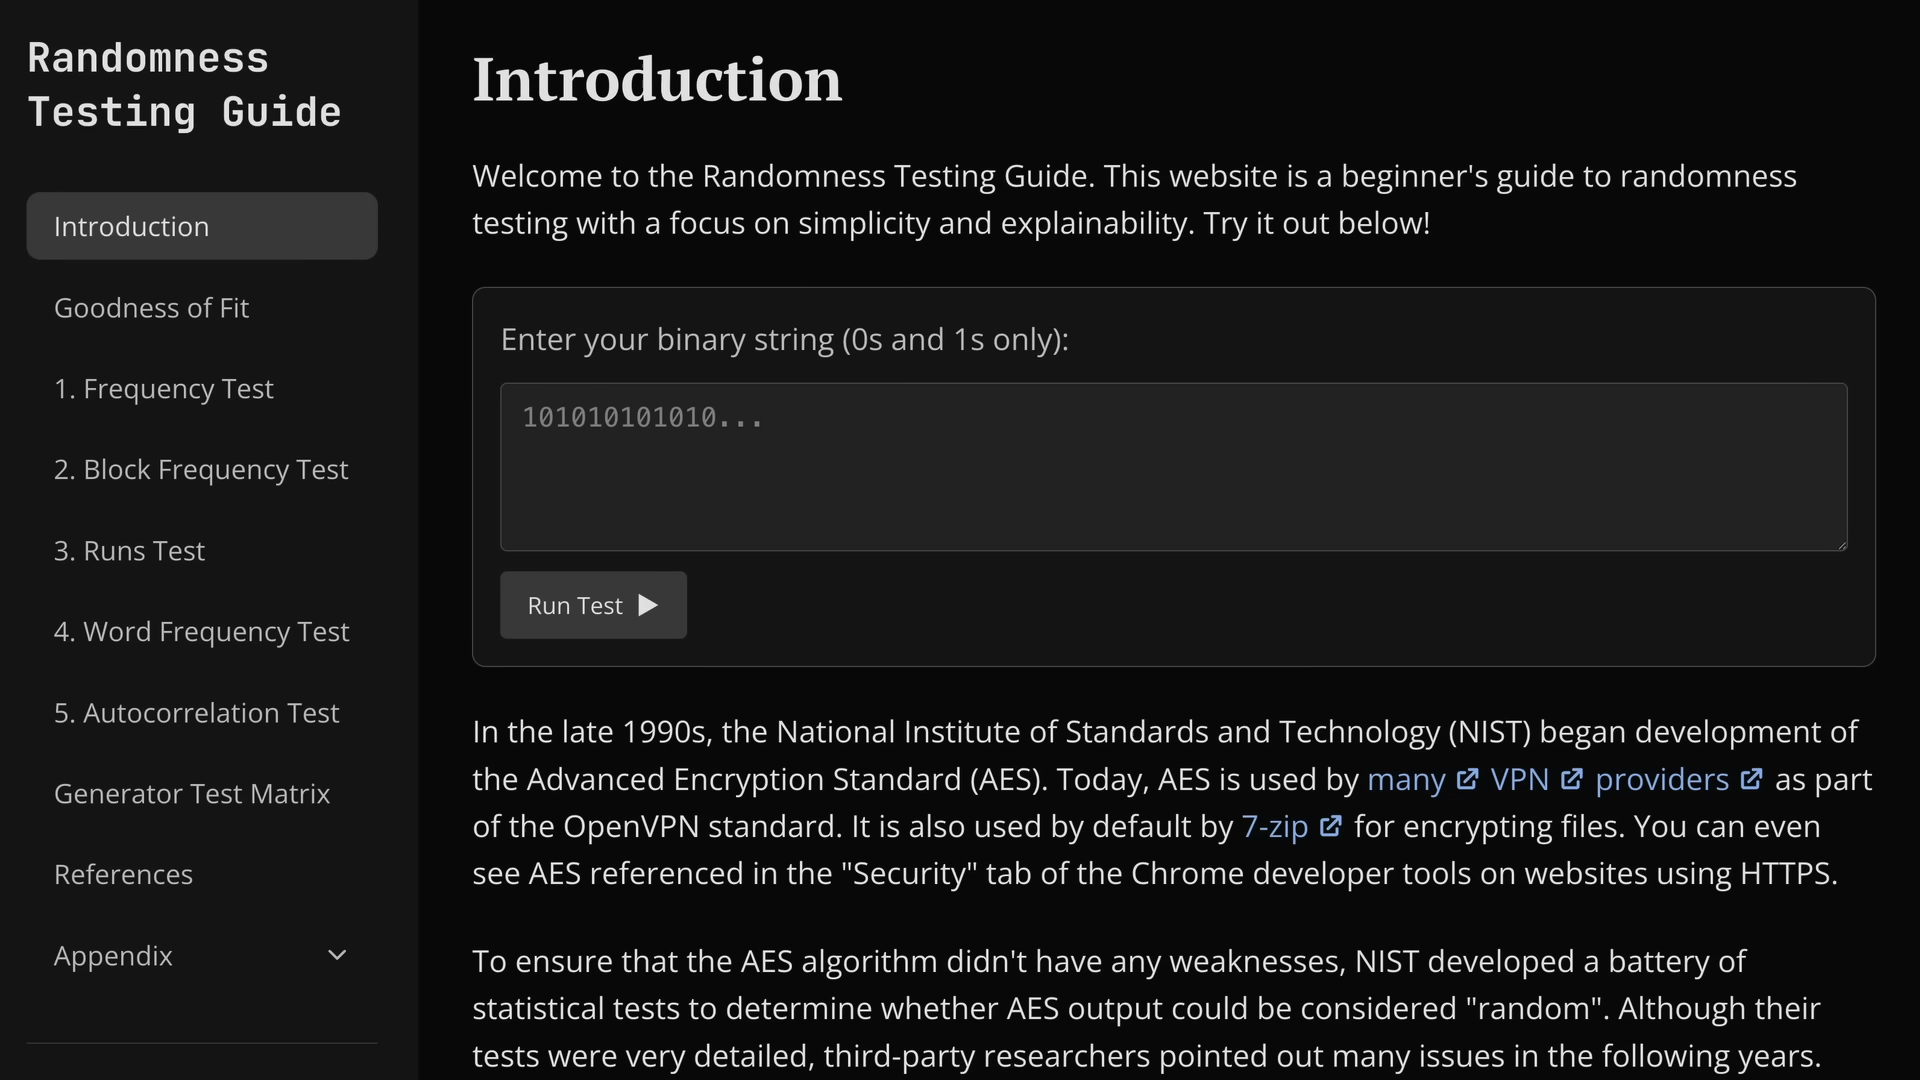 Randomness
Testing Guide
Introduction
Goodness of Fit
1. Frequency Test
2. Block Frequency Test
3. Runs Test
4. Word Frequency Test
5. Autocorrelation Test
Generator Test Matrix
References
Appendix
Introduction
Welcome to the Randomness Testing Guide. This website is a beginner's guide to randomness
testing with a focus on simplicity and explainability. Try it out below!
Enter your binary string (0s and 1s only):
101010101010...
Run Test
In the late 1990s, the National Institute of Standards and Technology (NIST) began development of
the Advanced Encryption Standard (AES). Today, AES is used by many VPN providers as part
of the OpenVPN standard. It is also used by default by 7-zip for encrypting files. You can even
see AES referenced in the "Security" tab of the Chrome developer tools on websites using HTTPS.
To ensure that the AES algorithm didn't have any weaknesses, NIST developed a battery of
statistical tests to determine whether AES output could be considered "random". Although their
tests were very detailed, third-party researchers pointed out many issues in the following years.